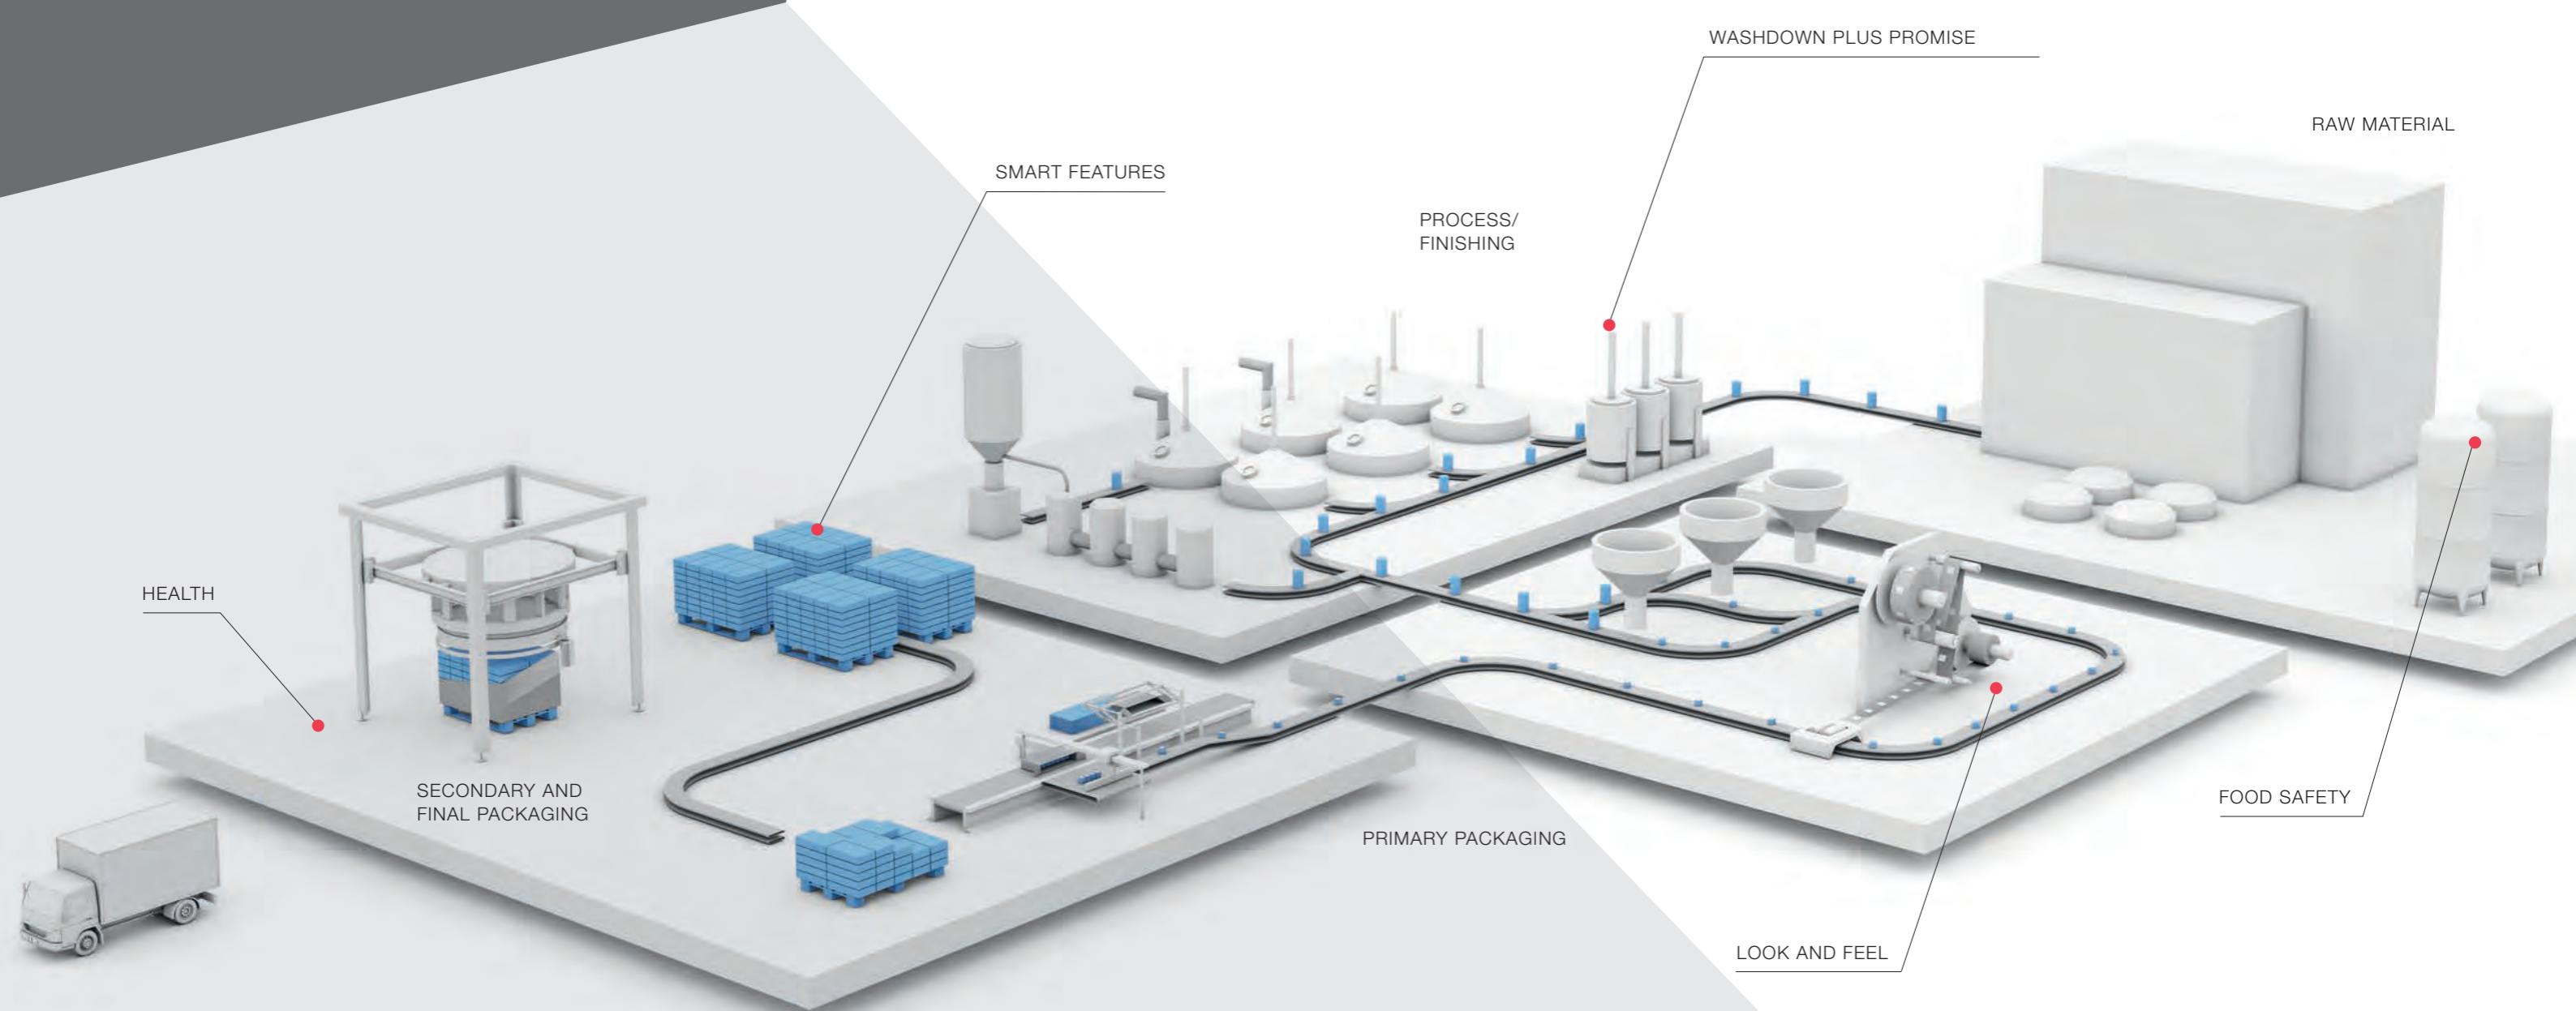 WASHDOWN PLUS PROMISE
RAW MATERIAL
SMART FEATURES
PROCESS/
FINISHING
HEALTH
SECONDARY AND
FINAL PACKAGING
FOOD SAFETY
PRIMARY PACKAGING
LOOK AND FEEL